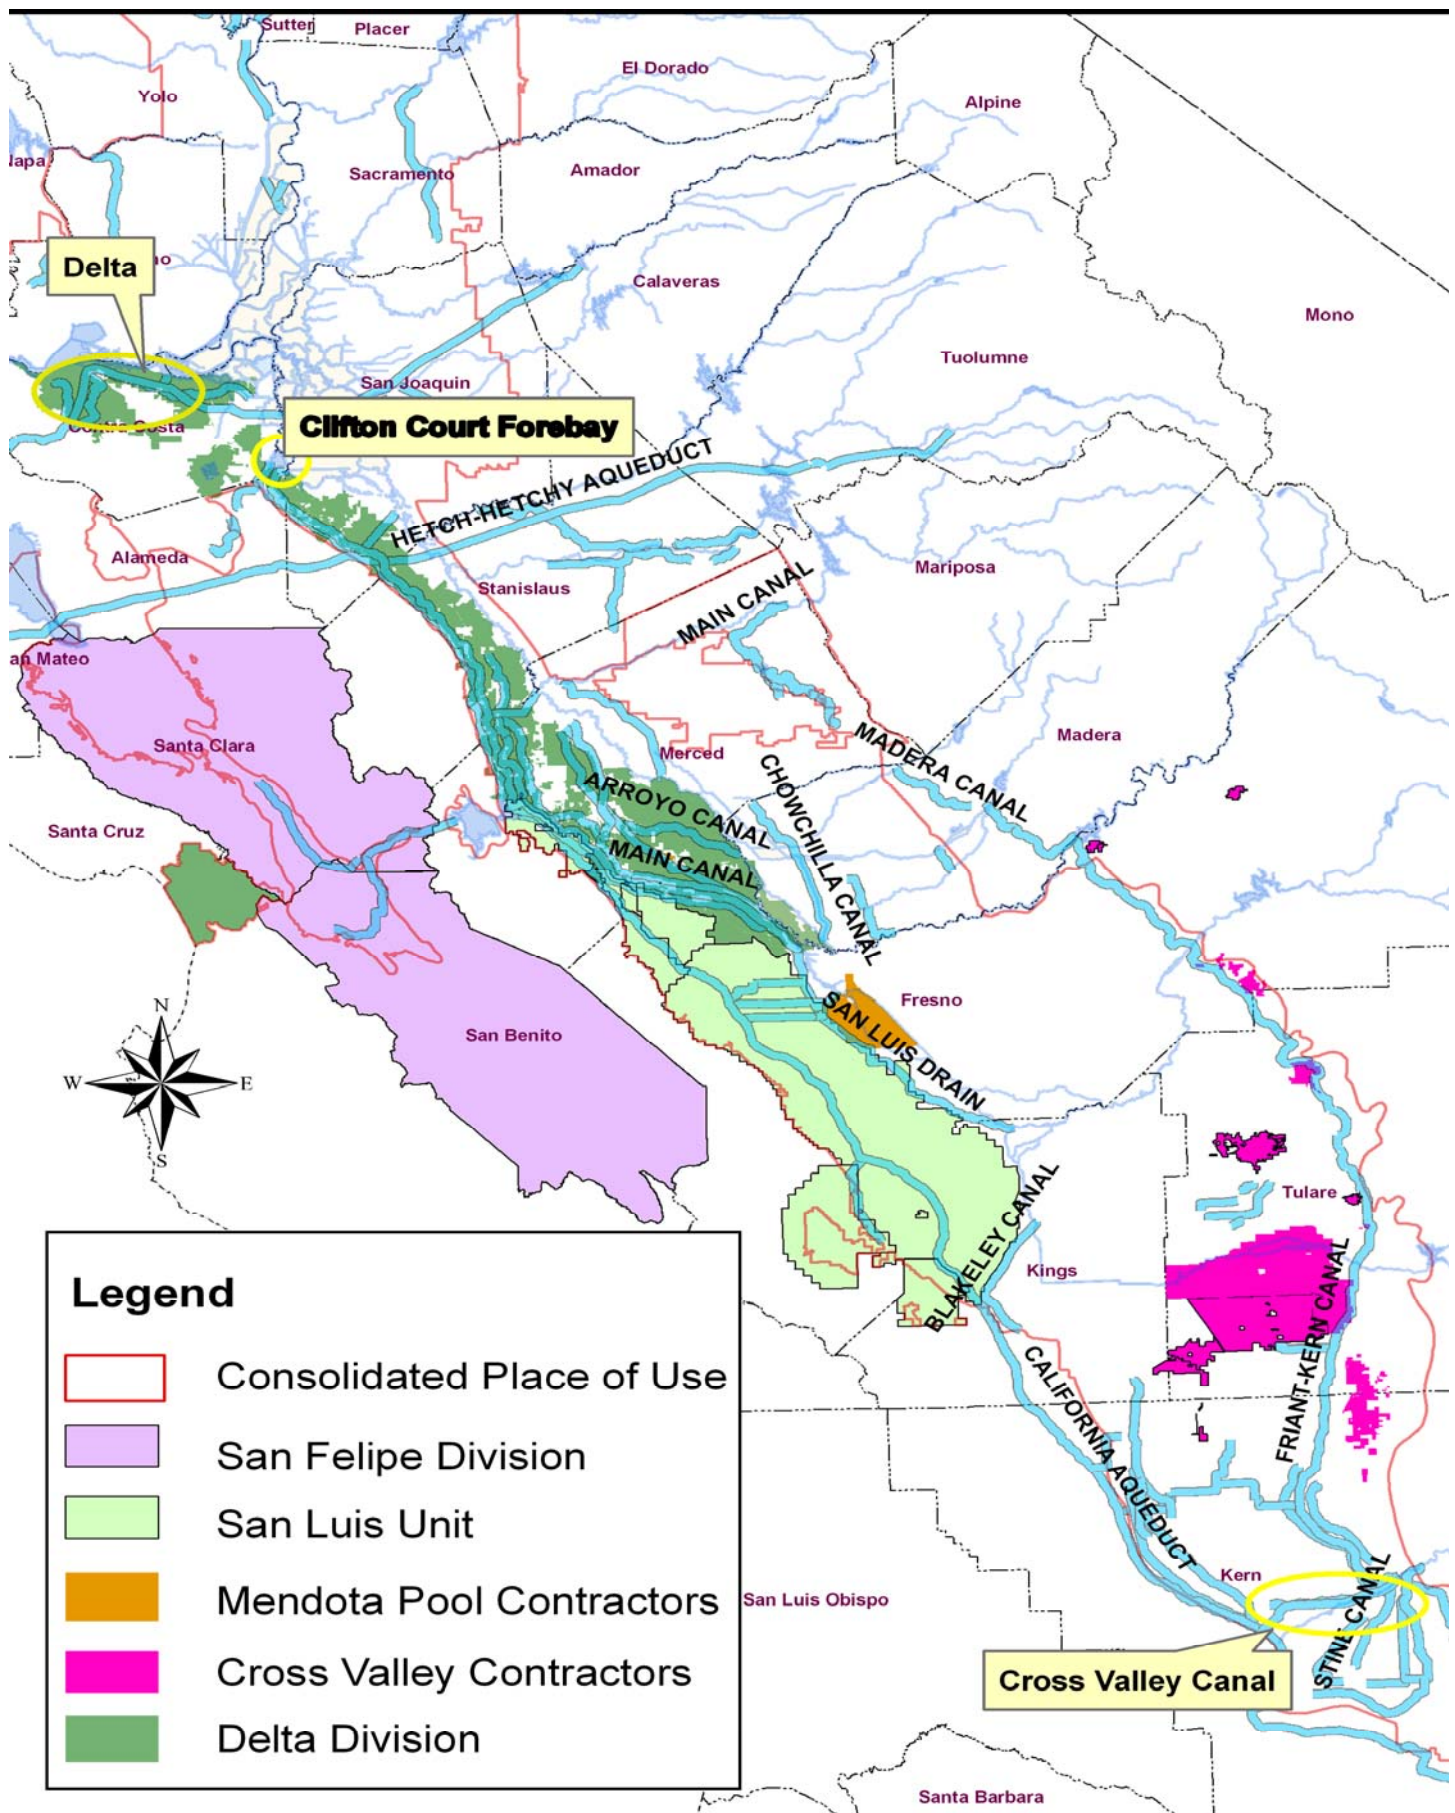 Sutter
Placer
El Dorado
Yolo
Alpine
Napa
Sacramento
Amador
Delta
Calaveras
Mono
Tuolumne
San Joaquin
Contra Costa
Clifton Court Forebay
HETCH-HETCHY AQUEDUCT
Alameda
Stanislaus
Mariposa
MAIN CANAL
an Mateo
Santa Clara
Merced
Madera
MADERA CANAL
CHOWCHILLA CANAL
ARROYO CANAL
MAIN CANAL
Santa Cruz
Fresno
SAN LUIS DRAIN
San Benito
N
W
E
S
Tulare
BLAKELEY CANAL
Kings
FRIANT-KERN CANAL
CALIFORNIA AQUEDUCT
Kern
STINE CANAL
San Luis Obispo
Cross Valley Canal
Santa Barbara
Legend
Consolidated Place of Use
San Felipe Division
San Luis Unit
Mendota Pool Contractors
Cross Valley Contractors
Delta Division